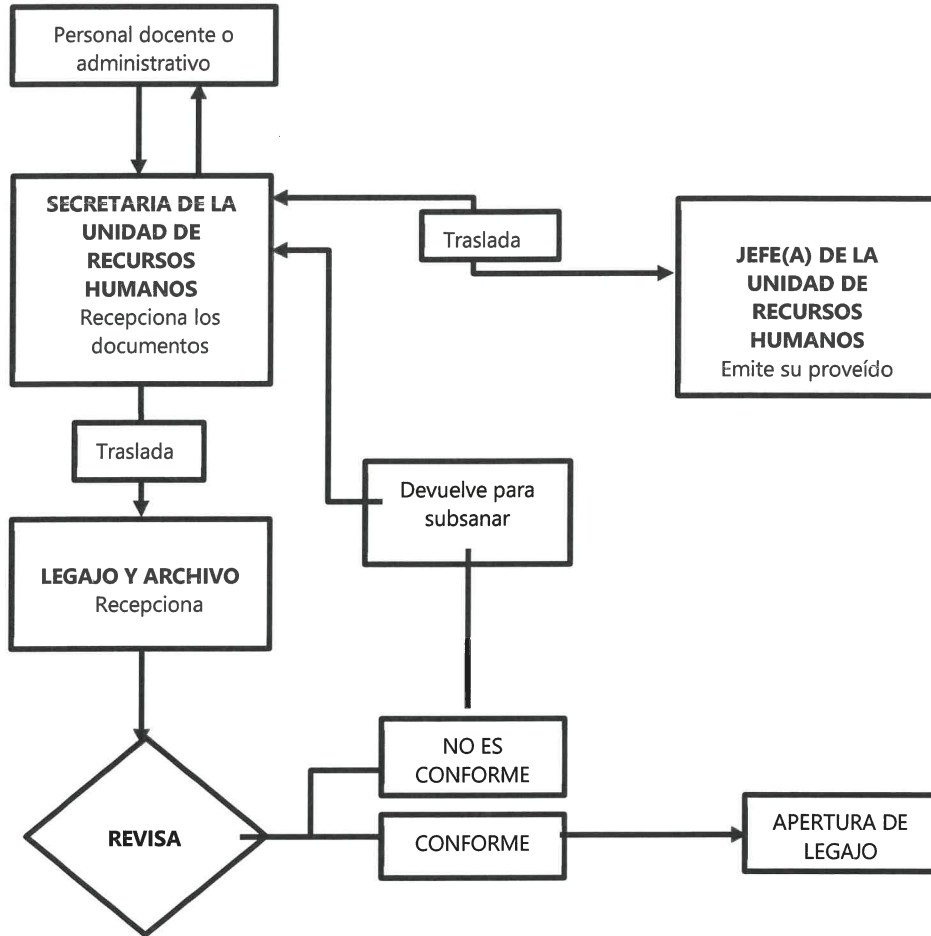 Personal docente o
administrativo
SECRETARIA DE LA
UNIDAD DE
RECURSOS
HUMANOS
Recepciona los
documentos
Traslada
JEFE(A) DE LA
UNIDAD DE
RECURSOS
HUMANOS
Emite su proveído
Traslada
Devuelve para
subsanar
LEGAJO Y ARCHIVO
Recepciona
NO ES
CONFORME
REVISA
CONFORME
APERTURA DE
LEGAJO